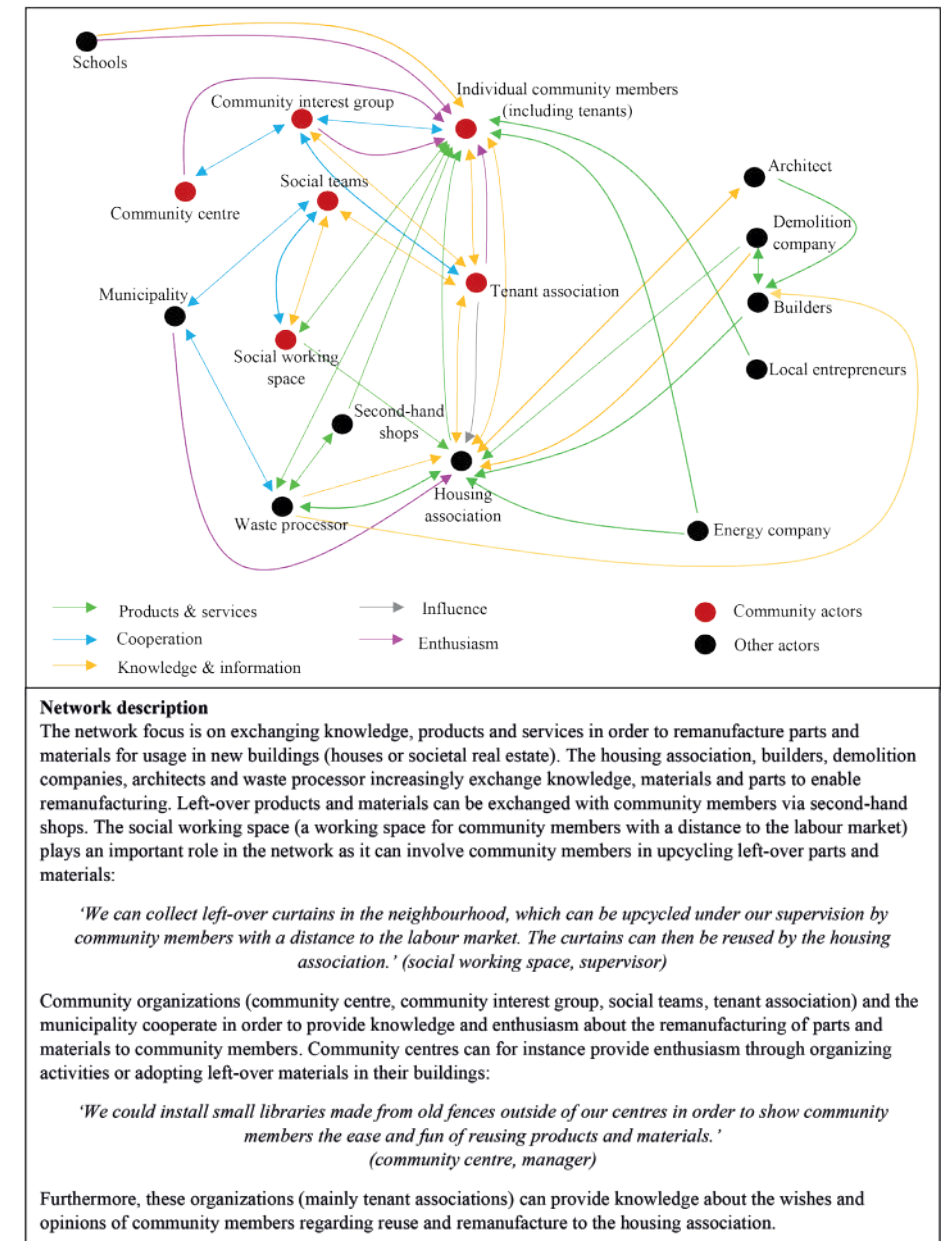 Schools
Community interest group
Individual community members
(including tenants)
Architect
Social teams
Community centre
Demolition
company
Municipality
Tenant association
Builders
Social working
space
Local entrepreneurs
Second-hand
shops
Housing
association
Waste processor
Energy company
Products & services
Influence
Community actors
Cooperation
Enthusiasm
Other actors
Knowledge & information
Network description
The network focus is on exchanging knowledge, products and services in order to remanufacture parts and
materials for usage in new buildings (houses or societal real estate). The housing association, builders, demolition
companies, architects and waste processor increasingly exchange knowledge, materials and parts to enable
remanufacturing. Left-over products and materials can be exchanged with community members via second-hand
shops. The social working space (a working space for community members with a distance to the labour market)
plays an important role in the network as it can involve community members in upcycling left-over parts and
materials:
‘We can collect left-over curtains in the neighbourhood, which can be upcycled under our supervision by
community members with a distance to the labour market. The curtains can then be reused by the housing
association.’ (social working space, supervisor)
Community organizations (community centre, community interest group, social teams, tenant association) and the
municipality cooperate in order to provide knowledge and enthusiasm about the remanufacturing of parts and
materials to community members. Community centres can for instance provide enthusiasm through organizing
activities or adopting left-over materials in their buildings:
‘We could install small libraries made from old fences outside of our centres in order to show community
members the ease and fun of reusing products and materials.’
(community centre, manager)
Furthermore, these organizations (mainly tenant associations) can provide knowledge about the wishes and
opinions of community members regarding reuse and remanufacture to the housing association.